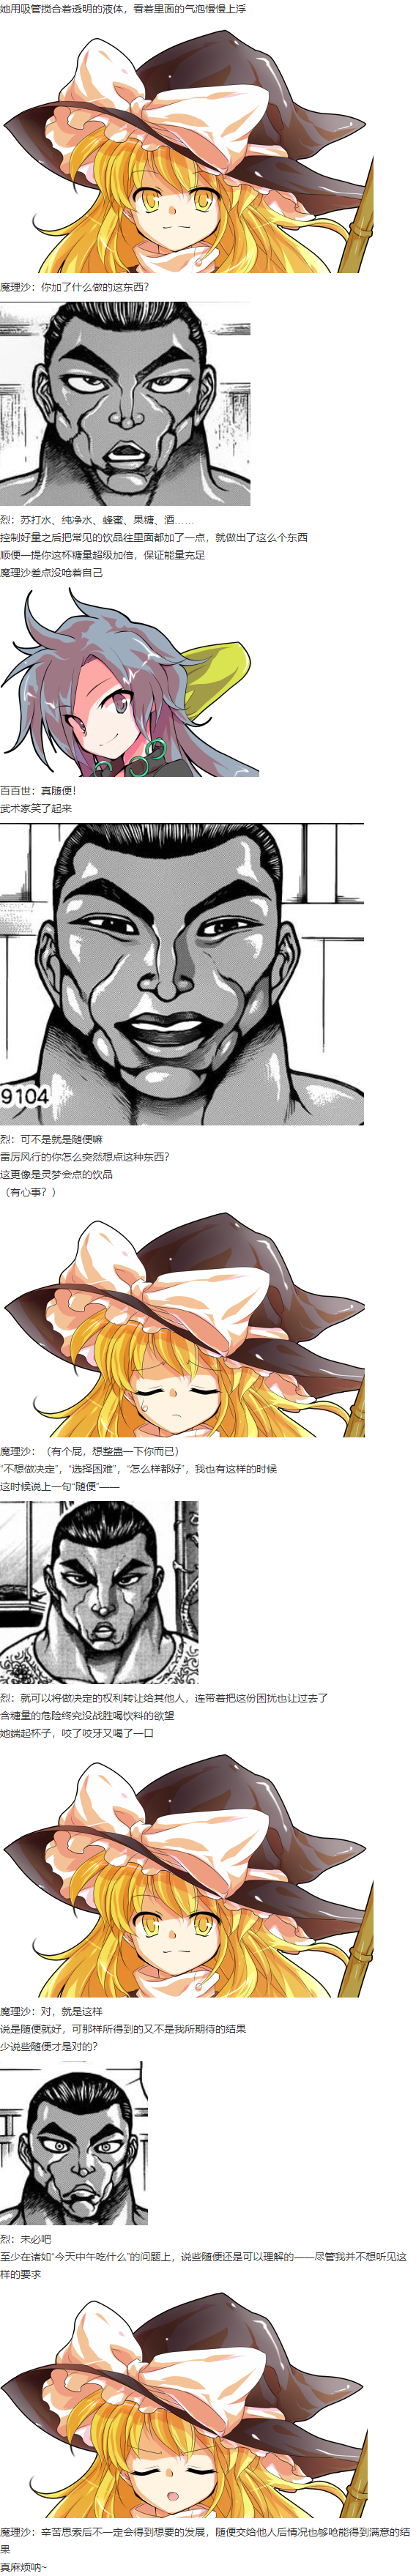 她用吸管搅合着透明的液体，看着里面的气泡慢慢上浮
魔理沙：你加了什么做的这东西？
烈：苏打水、纯净水、蜂蜜、果糖、酒……
控制好量之后把常见的饮品往里面都加了一点，就做出了这么个东西
顺便一提你这杯糖量超级加倍，保证能量充足
魔理沙差点没呛着自己
百百世：真随便！
武术家笑了起来
9104
烈：可不是就是随便嘛
雷厉风行的你怎么突然想点这种东西？
这更像是灵梦会点的饮品
（有心事？）
魔理沙：（有个屁，想整蛊一下你而已）
“不想做决定”，“选择困难”，“怎么样都好”，我也有这样的时候
这时候说上一句“随便”——
烈：就可以将做决定的权利转让给其他人，连带着把这份困扰也让过去了
含糖量的危险终究没战胜喝饮料的欲望
她端起杯子，咬了咬牙又喝了一口
魔理沙：对，就是这样
说是随便就好，可那样所得到的又不是我所期待的结果
少说些随便才是对的？
烈：未必吧
至少在诸如“今天中午吃什么”的问题上，说些随便还是可以理解的——尽管我并不想听见这
样的要求
魔理沙：辛苦思索后不一定会得到想要的发展，随便交给他人后情况也够呛能得到满意的结
果
真麻烦呐~